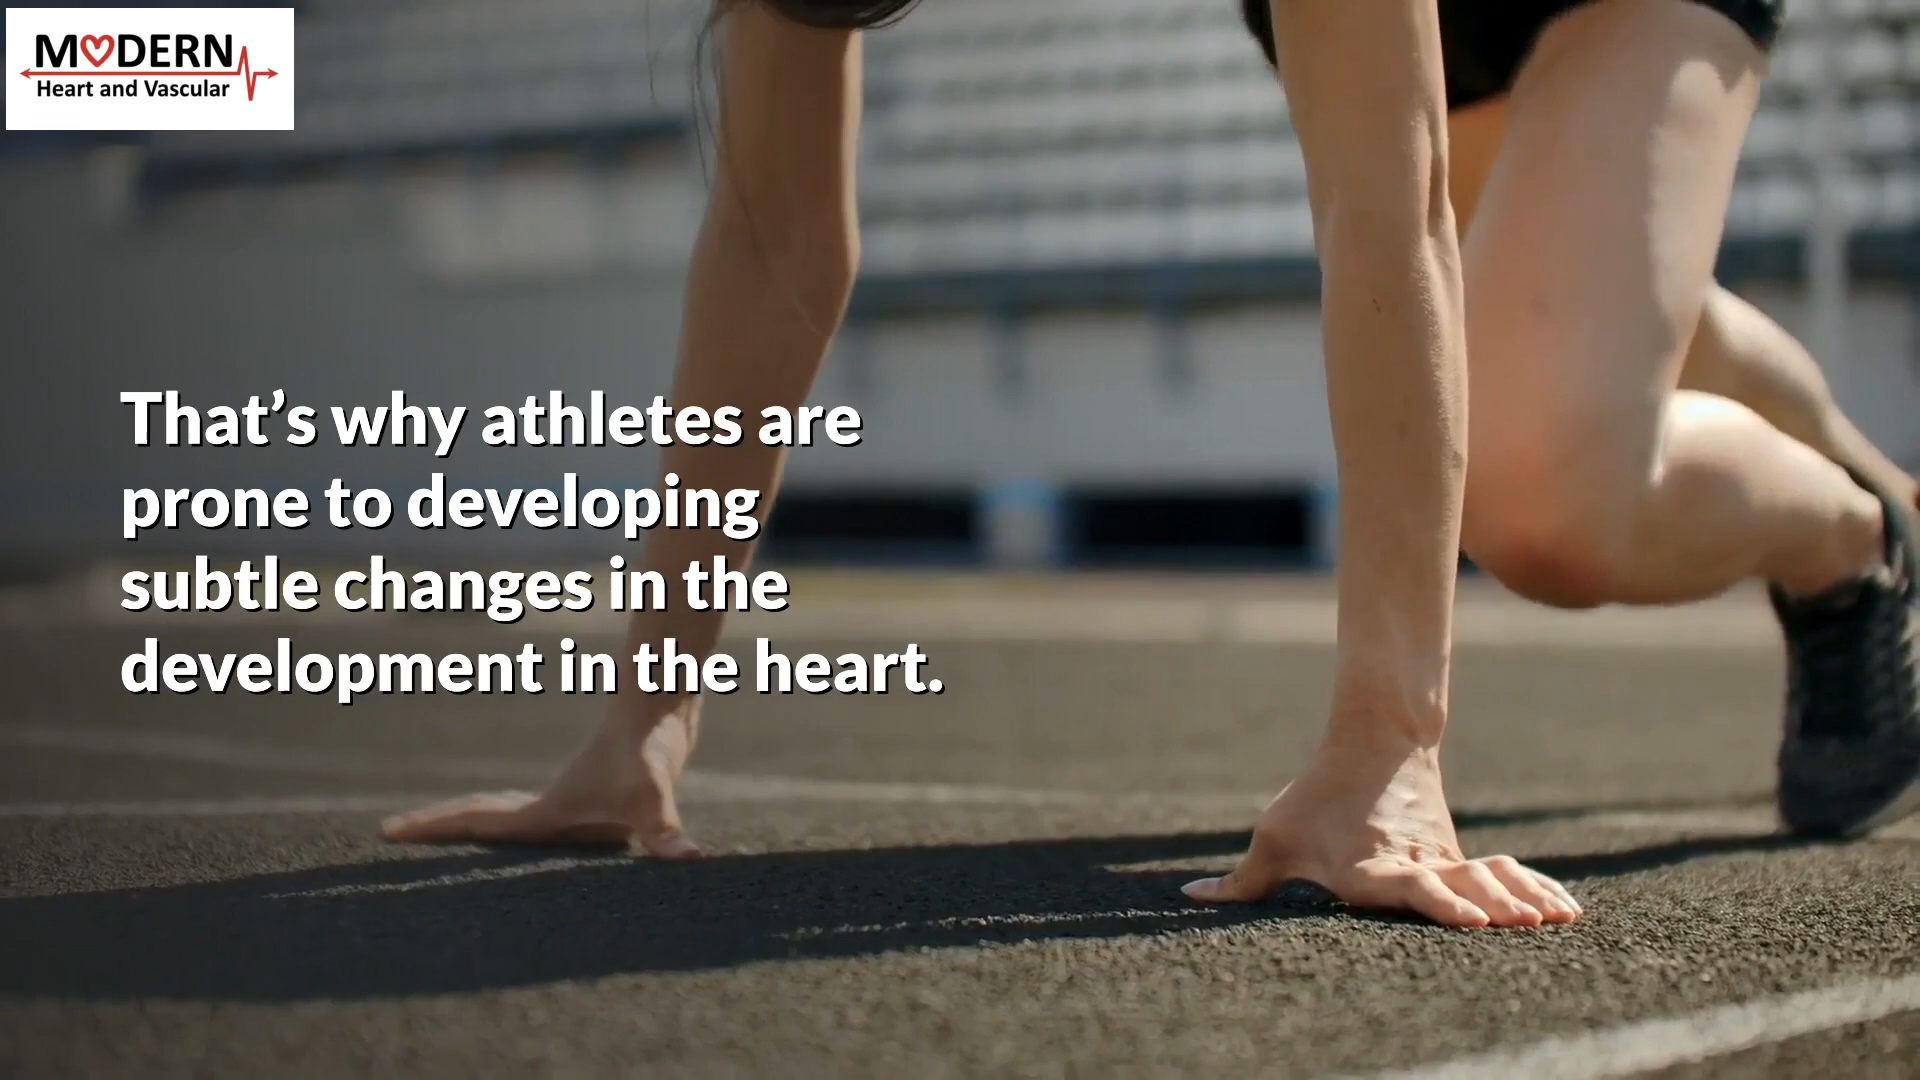 MODERN
Heart and Vascular
That’s why athletes are
prone to developing
subtle changes in the
development in the heart.